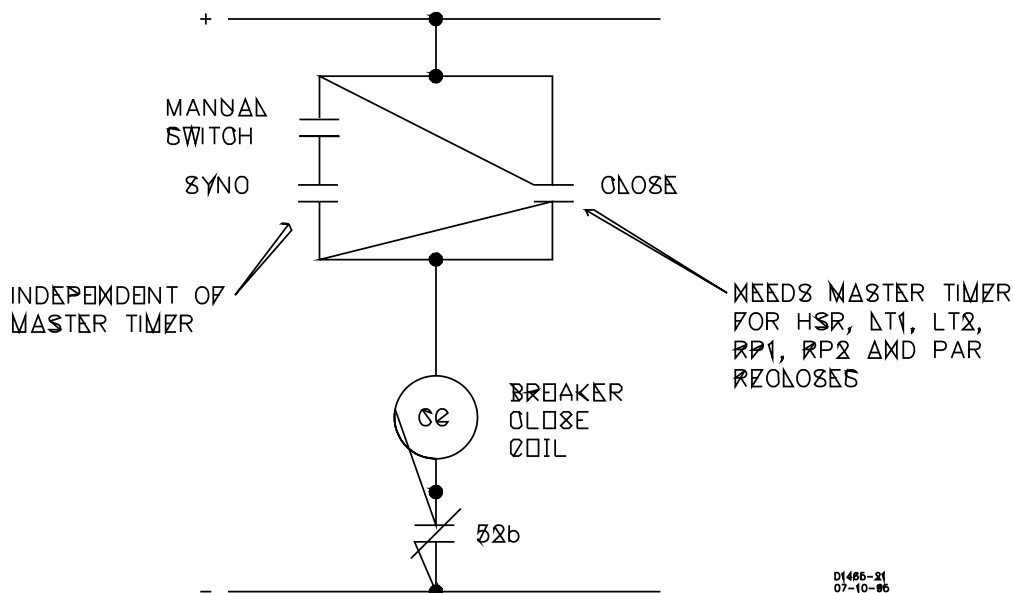 +
MANUAL
SWITCH
SYNC
CLOSE
INDEPENDENT OF
MASTER TIMER
NEEDS MASTER TIMER
FOR HSR, LT1, LT2,
RP1, RP2 AND PAR
RECLOSES
CC
BREAKER
CLOSE
COIL
52b
-
D1465-21
07-10-95